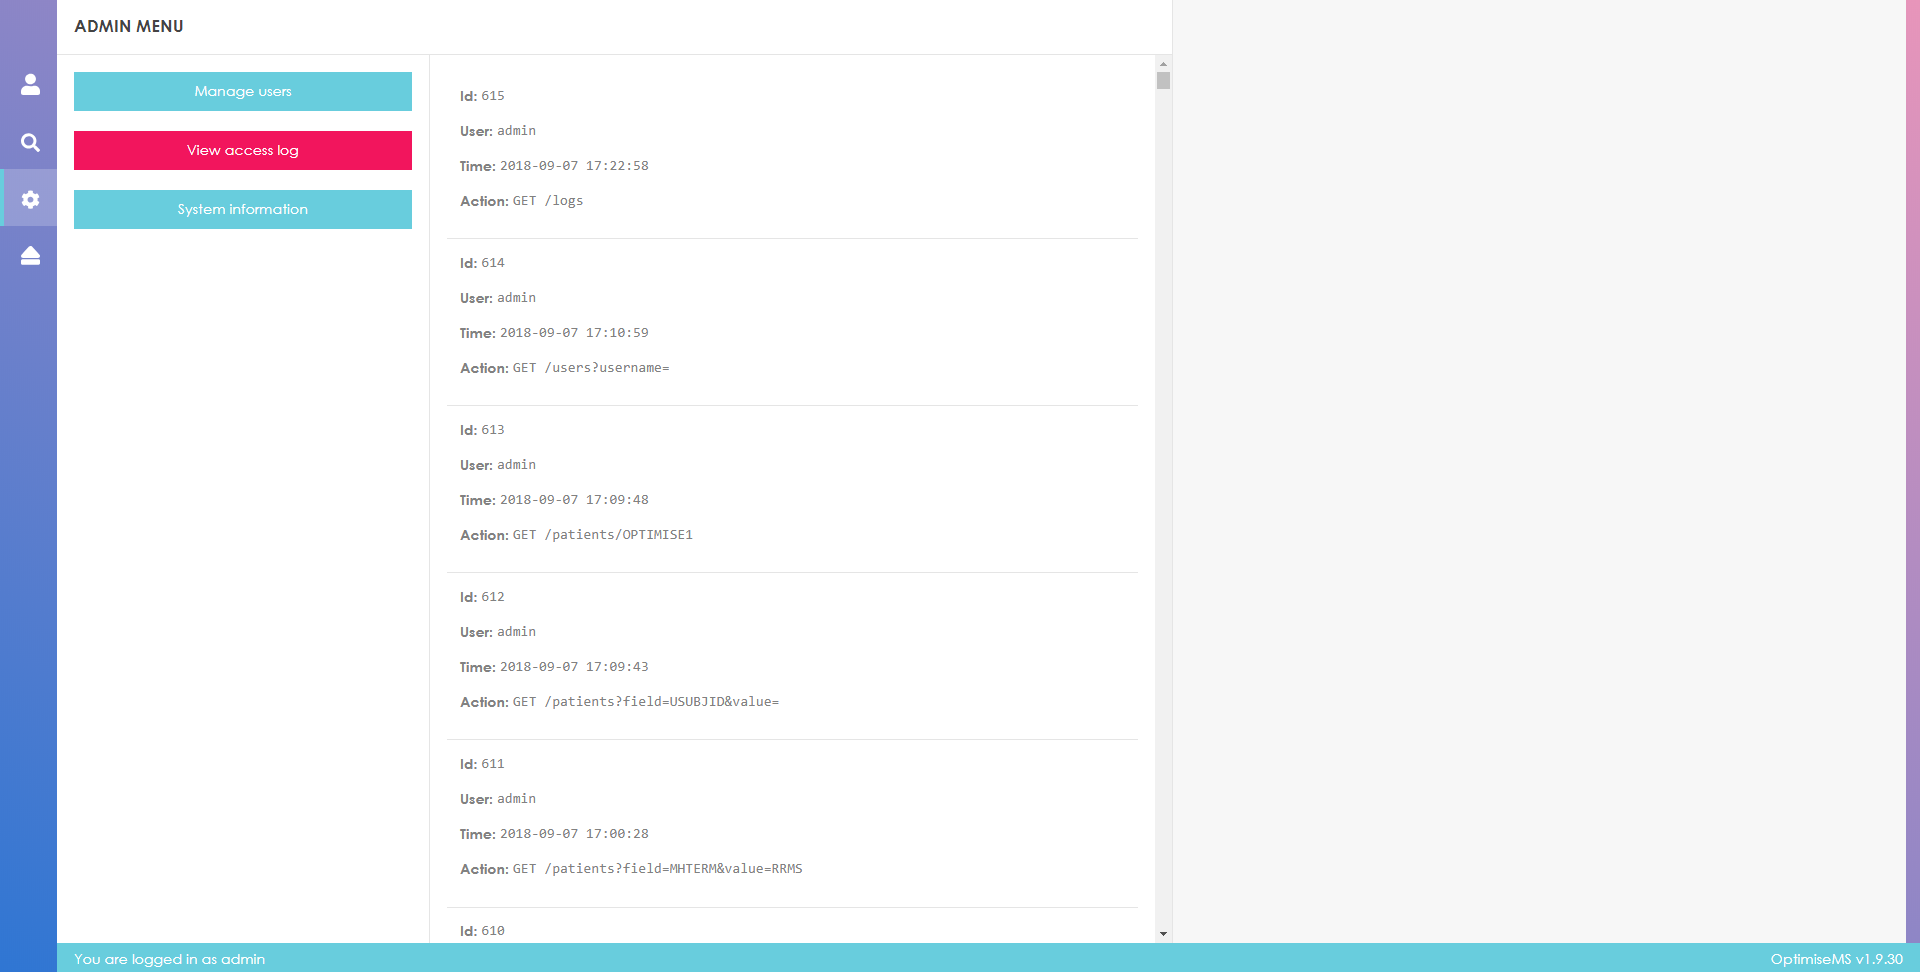 ADMIN MENU
Manage users
View access log
System information
Id: 615
User: admin
Time: 2018-09-07 17:22:58
Action: GET /logs
Id: 614
User: admin
Time: 2018-09-07 17:10:59
Action: GET /users?username=
Id: 613
User: admin
Time: 2018-09-07 17:09:48
Action: GET /patients/OPTIMISE1
Id: 612
User: admin
Time: 2018-09-07 17:09:43
Action: GET /patients?field=USUBJID&value=
Id: 611
User: admin
Time: 2018-09-07 17:00:28
Action: GET /patients?field=MHTERM&value=RRMS
Id: 610
You are logged in as admin
OptimiseMS v1.9.30